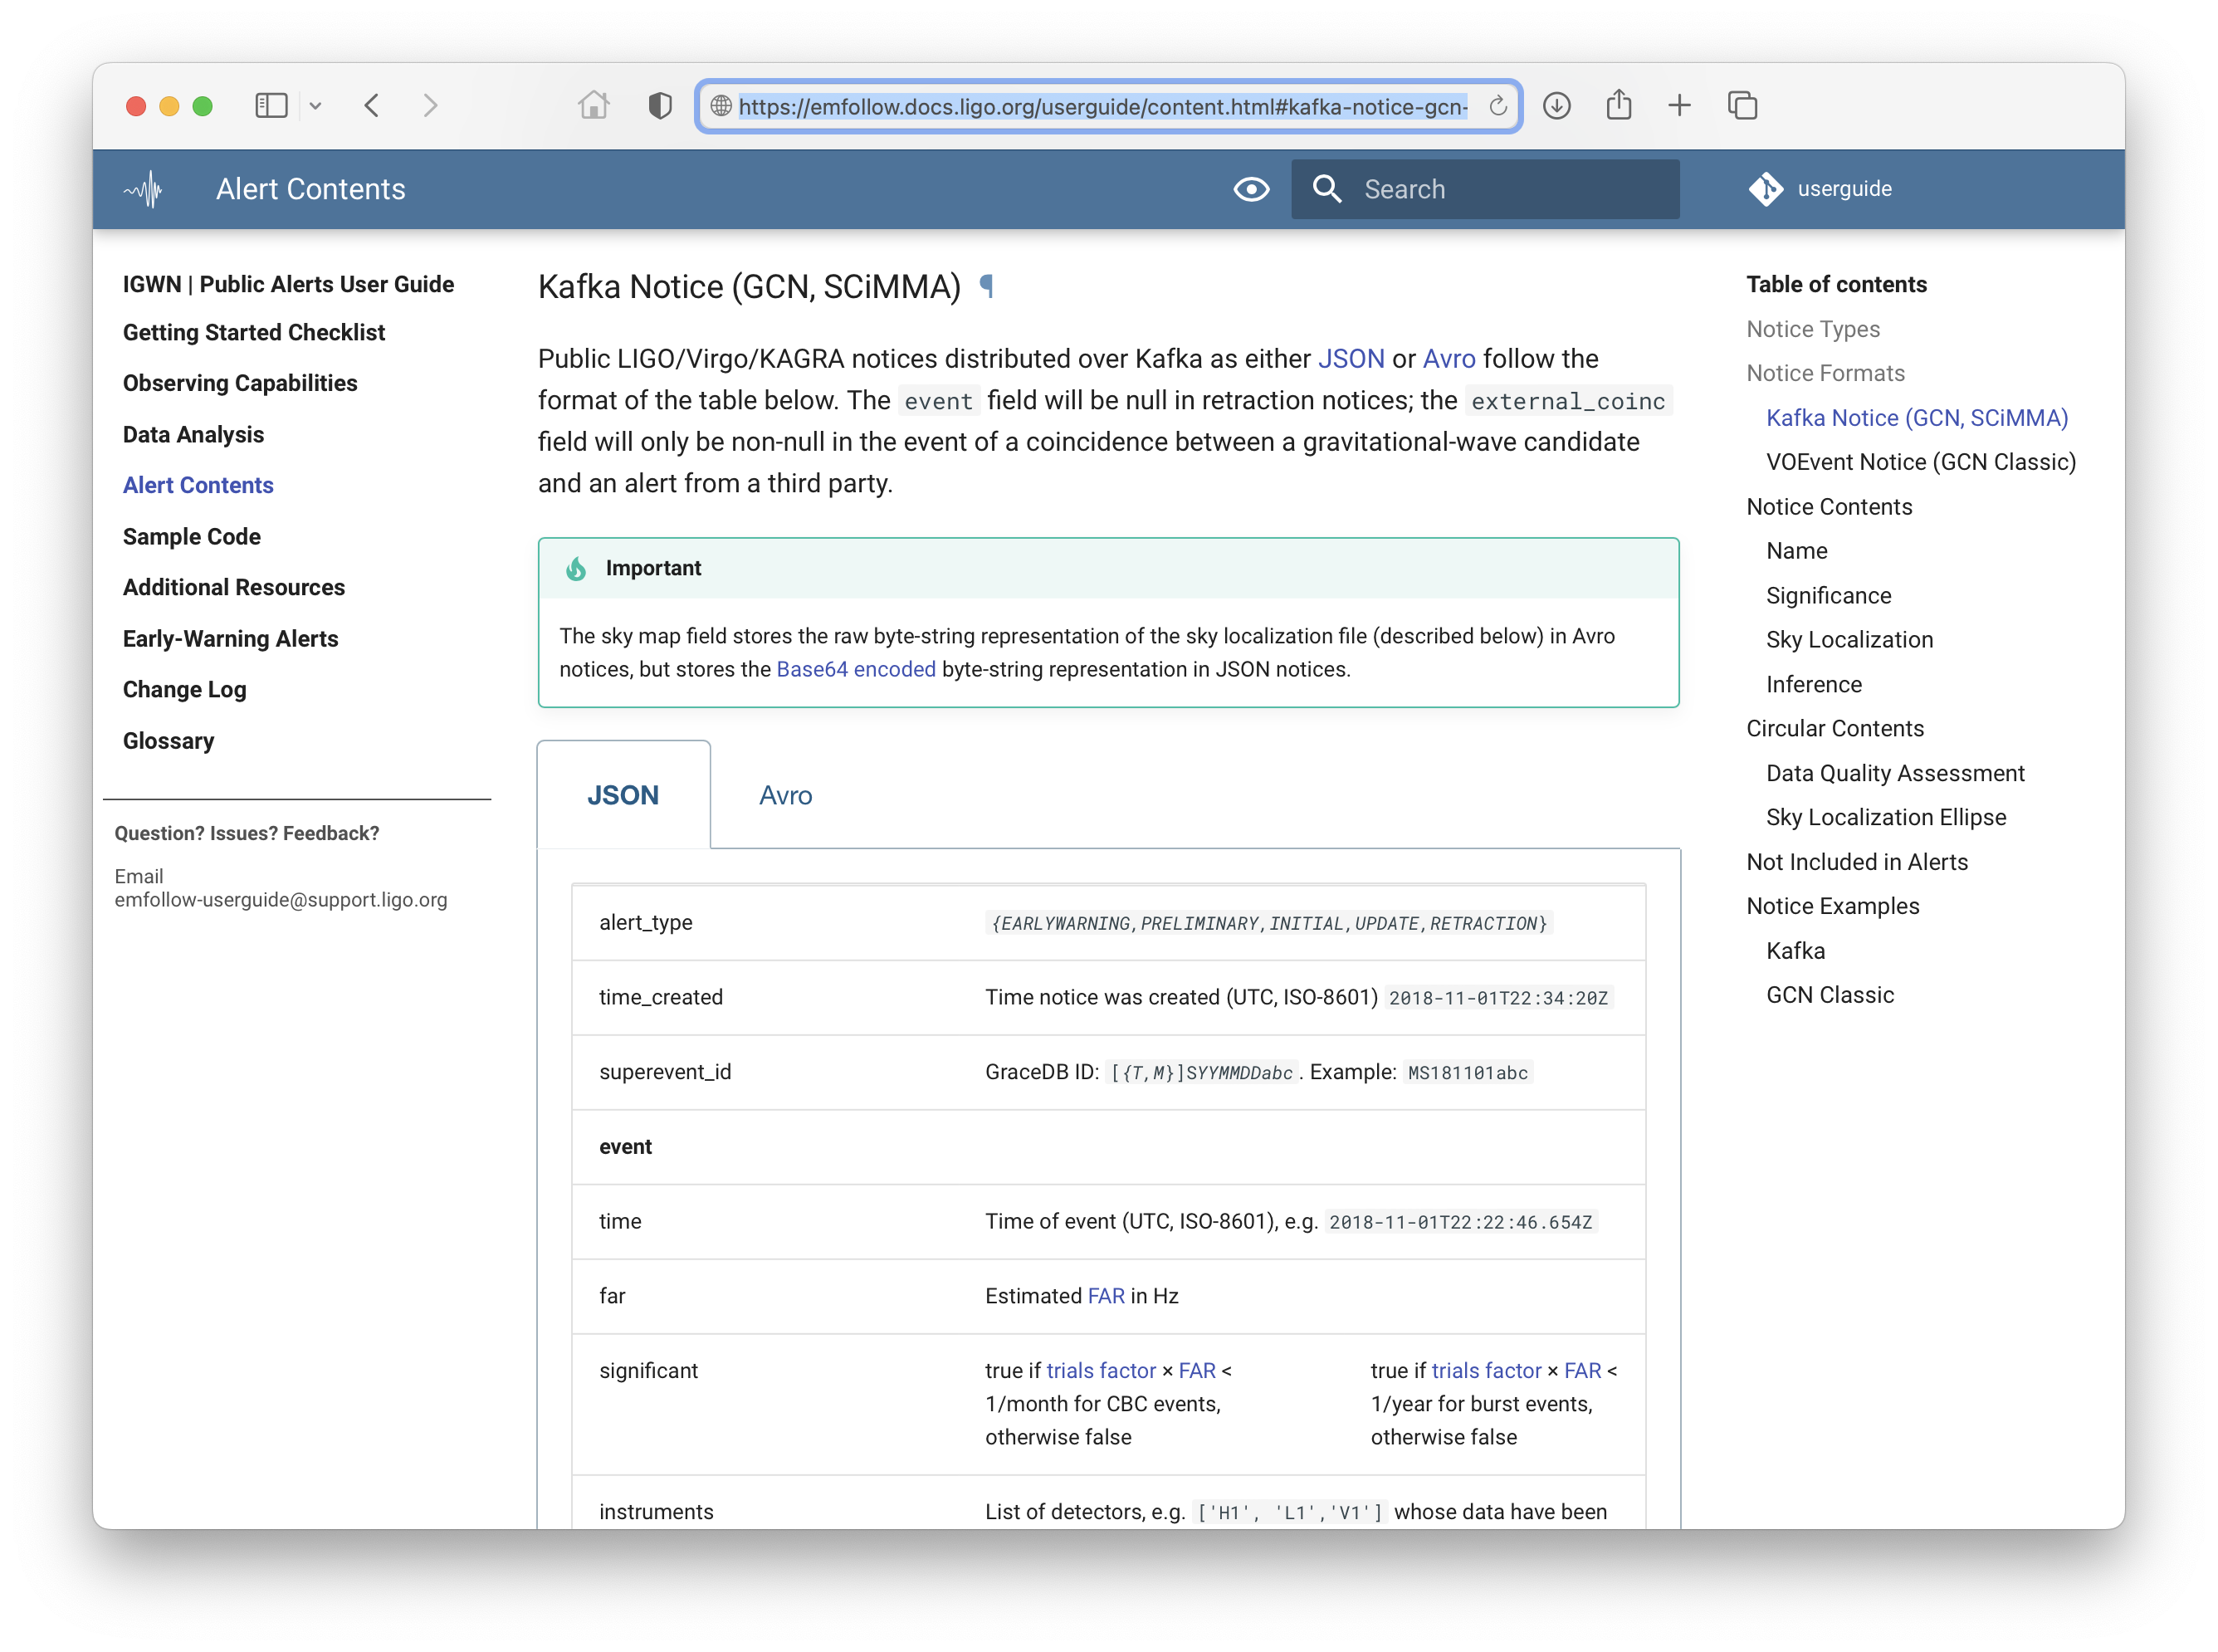 https://emfollow.docs.ligo.org/userguide/content.html#kafka-notice-gcn-
Alert Contents
Search
userguide
IGWN | Public Alerts User Guide
Getting Started Checklist
Observing Capabilities
Data Analysis
Alert Contents
Sample Code
Additional Resources
Early-Warning Alerts
Change Log
Glossary
Question? Issues? Feedback?
Email
emfollow-userguide@support.ligo.org
Kafka Notice (GCN, SCiMMA) ¶
Public LIGO/Virgo/KAGRA notices distributed over Kafka as either JSON or Avro follow the
format of the table below. The event field will be null in retraction notices; the external_coinc
field will only be non-null in the event of a coincidence between a gravitational-wave candidate
and an alert from a third party.
Important
The sky map field stores the raw byte-string representation of the sky localization file (described below) in Avro
notices, but stores the Base64 encoded byte-string representation in JSON notices.
JSON
Avro
alert_type {EARLYWARNING,PRELIMINARY,INITIAL,UPDATE,RETRACTION}
time_created Time notice was created (UTC, ISO-8601) 2018-11-01T22:34:20Z
superevent_id GraceDB ID: [{T,M}]SYYMMDDabc. Example: MS181101abc
event
time Time of event (UTC, ISO-8601), e.g. 2018-11-01T22:22:46.654Z
far Estimated FAR in Hz
significant
true if trials factor × FAR <
1/month for CBC events,
otherwise false
true if trials factor × FAR <
1/year for burst events,
otherwise false
instruments List of detectors, e.g. ['H1', 'L1','V1'] whose data have been
Table of contents
Notice Types
Notice Formats
Kafka Notice (GCN, SCiMMA)
VOEvent Notice (GCN Classic)
Notice Contents
Name
Significance
Sky Localization
Inference
Circular Contents
Data Quality Assessment
Sky Localization Ellipse
Not Included in Alerts
Notice Examples
Kafka
GCN Classic